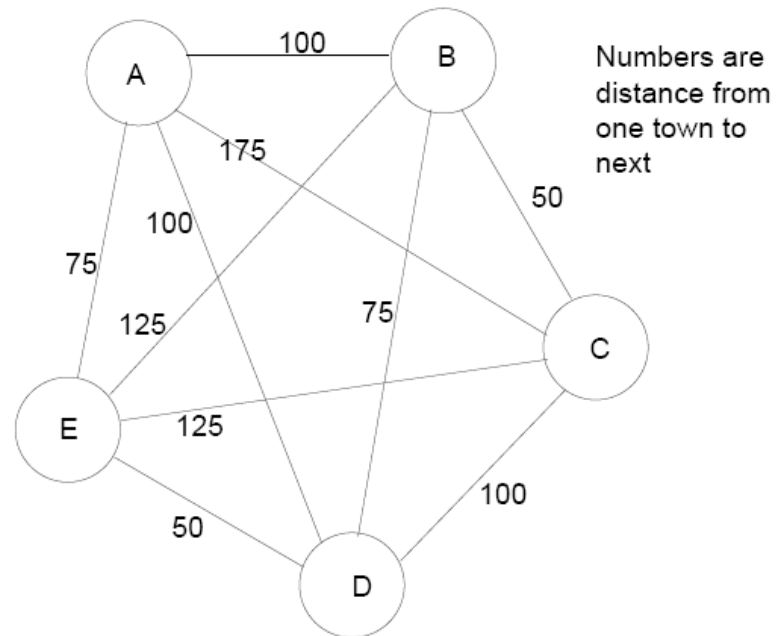 100
A
B
Numbers are
distance from
one town to
next
175
50
100
75
75
125
C
E
125
100
50
D